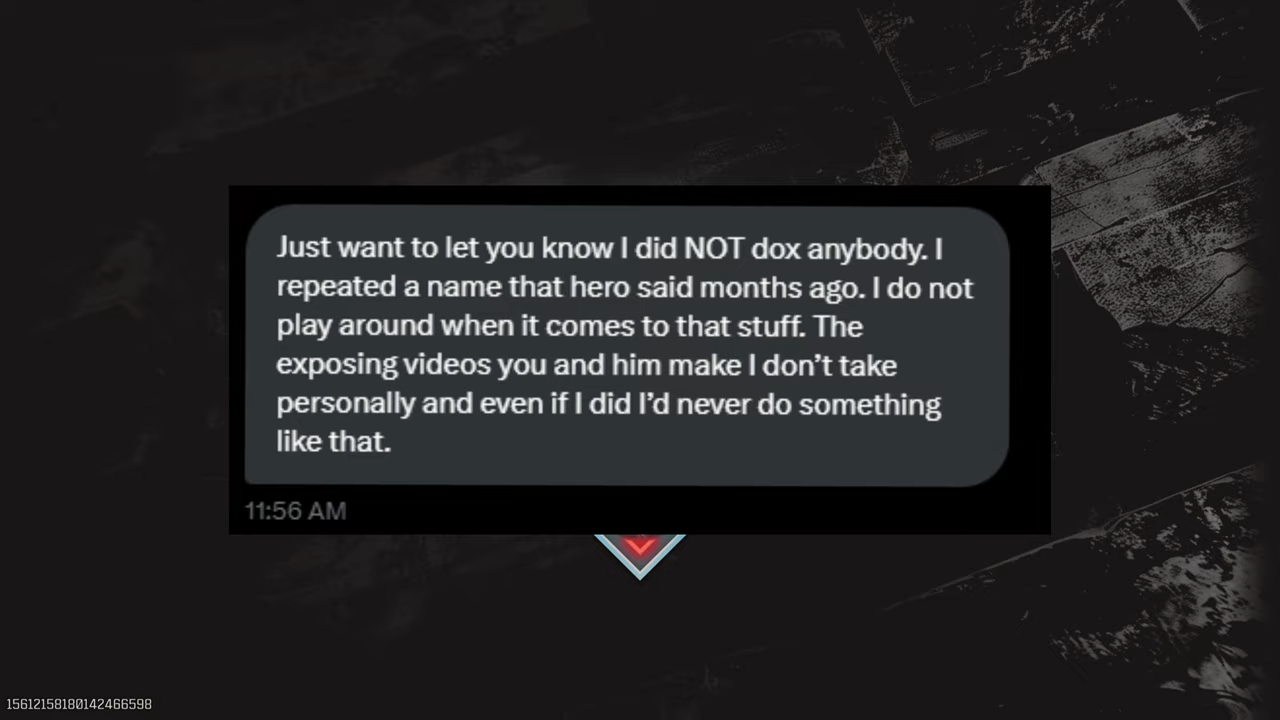 Just want to let you know I did NOT dox anybody. I
repeated a name that hero said months ago. I do not
play around when it comes to that stuff. The
exposing videos you and him make I don’t take
personally and even if I did I’d never do something
like that.
11:56 AM
15612158180142466598